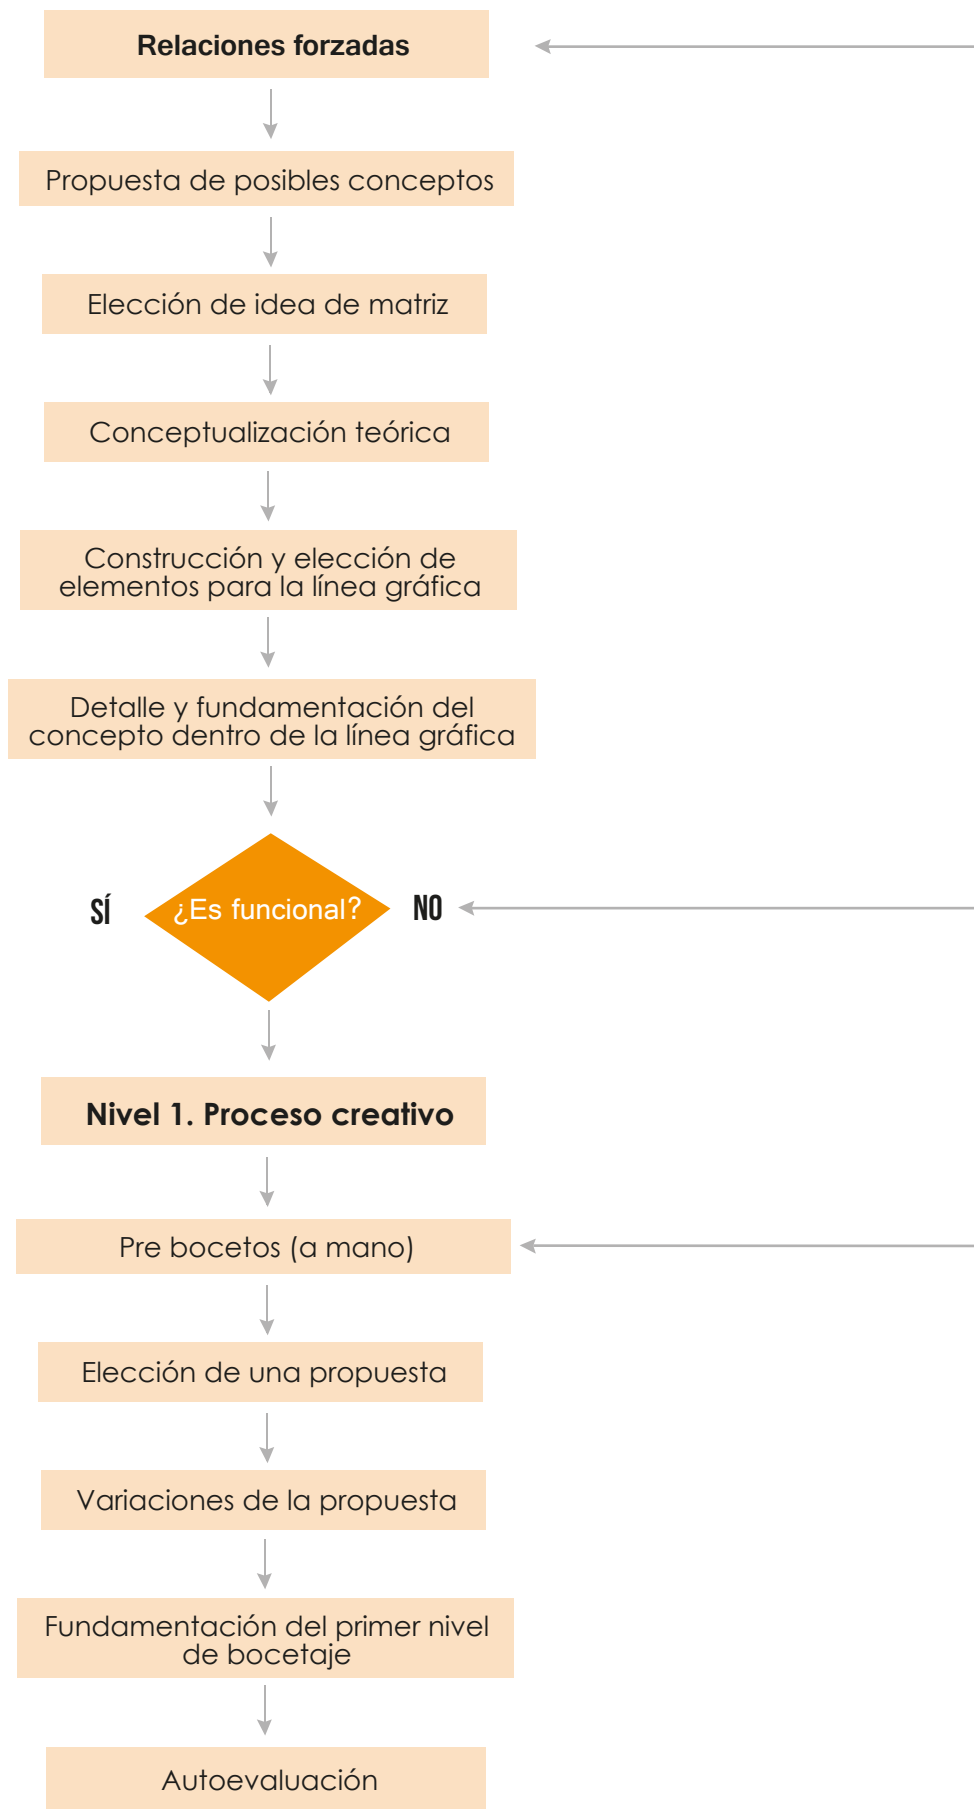 Relaciones forzadas
Propuesta de posibles conceptos
Elección de idea de matriz
Conceptualización teórica
Construcción y elección de
elementos para la línea gráfica
Detalle y fundamentación del
concepto dentro de la línea gráfica
SÍ
¿Es funcional?
NO
Nivel 1. Proceso creativo
Pre bocetos (a mano)
Elección de una propuesta
Variaciones de la propuesta
Fundamentación del primer nivel
de bocetaje
Autoevaluación